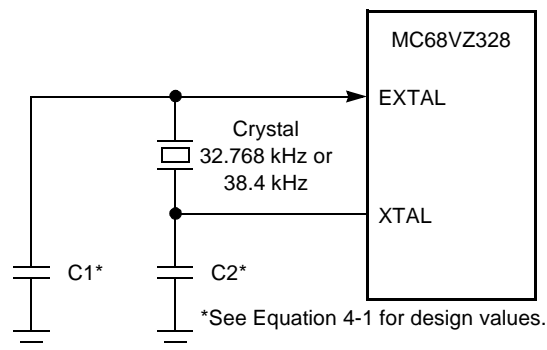 MC68VZ328
EXTAL
Crystal
32.768 kHz or
38.4 kHz
XTAL
C1*
C2*
*See Equation 4-1 for design values.